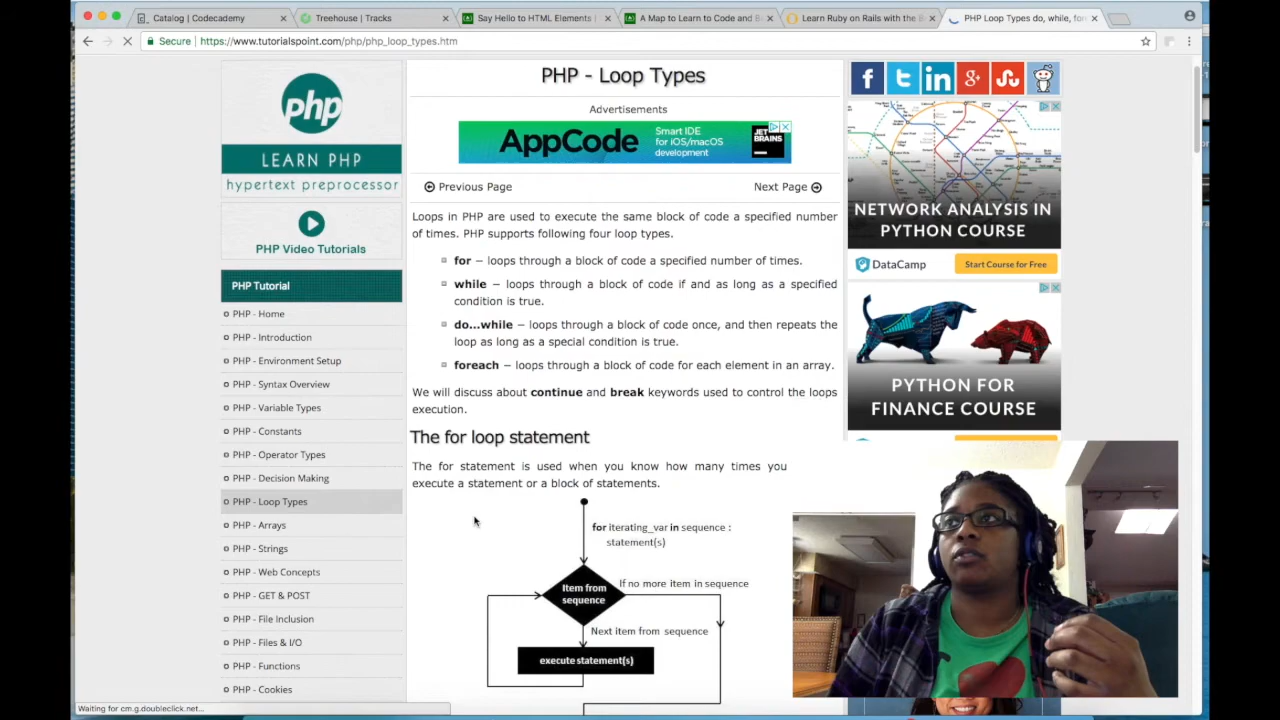 Catalog | Codecademy
Treehouse | Tracks
Say Hello to HTML Elements |
A Map to Learn to Code and B
Learn Ruby on Rails with the B
PHP Loop Types do, while, for
Secure | https://www.tutorialspoint.com/php/php_loop_types.htm
php
LEARN PHP
hypertext preprocessor
PHP Video Tutorials
PHP Tutorial
PHP - Home
PHP - Introduction
PHP - Environment Setup
PHP - Syntax Overview
PHP - Variable Types
PHP - Constants
PHP - Operator Types
PHP - Decision Making
PHP - Loop Types
PHP - Arrays
PHP - Strings
PHP - Web Concepts
PHP - GET & POST
PHP - File Inclusion
PHP - Files & I/O
PHP - Functions
PHP - Cookies
Waiting for cm.g.doubleclick.net...
PHP - Loop Types
Advertisements
AppCode
Smart IDE
for iOS/macOS
development
JET
BRAINS
Previous Page
Next Page
Loops in PHP are used to execute the same block of code a specified number
of times. PHP supports following four loop types.
for − loops through a block of code a specified number of times.
while − loops through a block of code if and as long as a specified
condition is true.
do...while − loops through a block of code once, and then repeats the
loop as long as a special condition is true.
foreach − loops through a block of code for each element in an array.
We will discuss about continue and break keywords used to control the loops
execution.
The for loop statement
The for statement is used when you know how many times you
execute a statement or a block of statements.
for iterating_var in sequence :
statement(s)
If no more item in sequence
Item from
sequence
Next item from sequence
execute statement(s)
f
in
g+
NETWORK ANALYSIS IN
PYTHON COURSE
DataCamp
Start Course for Free
PYTHON FOR
FINANCE COURSE